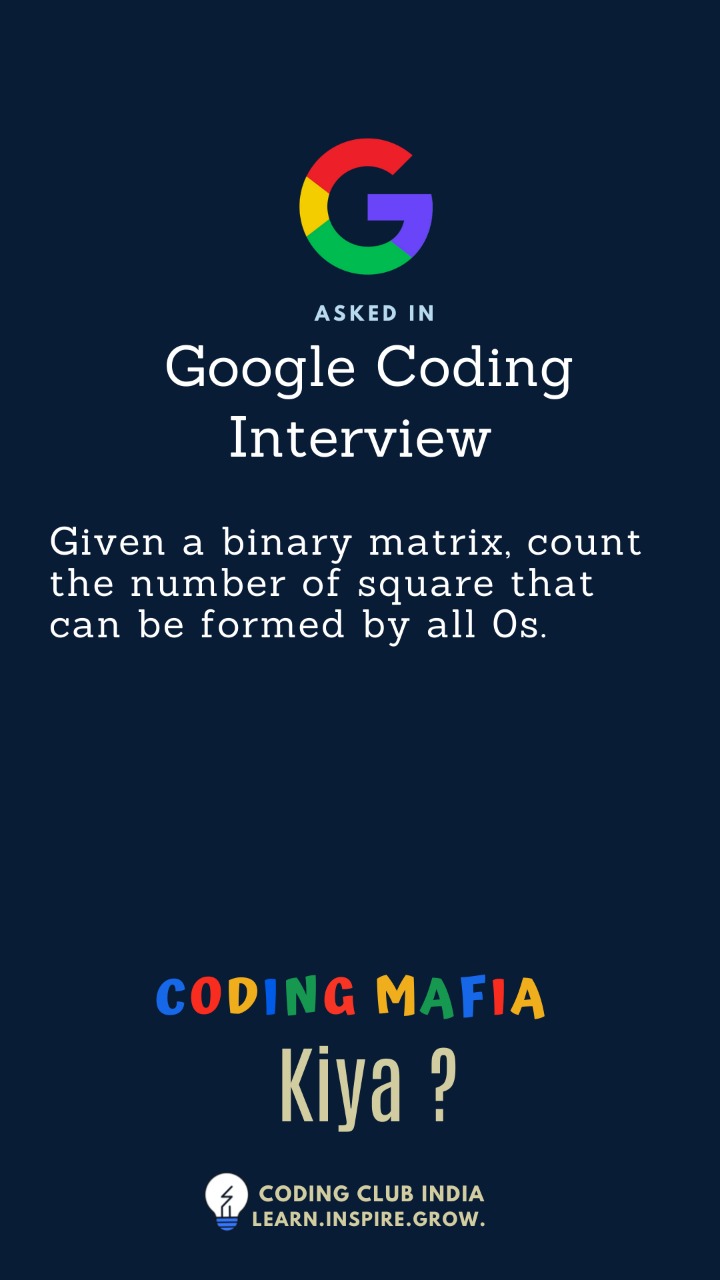 ASKED IN
Google Coding
Interview
Given a binary matrix, count
the number of square that
can be formed by all 0s.
CODING MAFIA
Kiya ?
CODING CLUB INDIA
LEARN.INSPIRE.GROW.